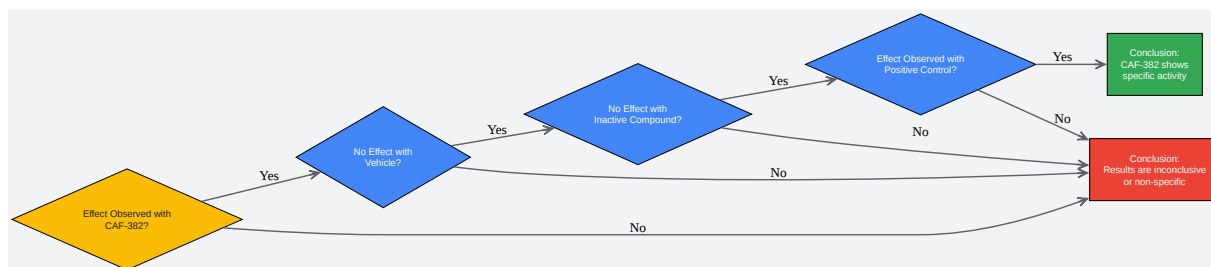 Effect Observed with
CAF-382?
Yes
No Effect with
Vehicle?
Yes
No Effect with
Inactive Compound?
Yes
Effect Observed with
Positive Control?
Yes
Conclusion:
CAF-382 shows
specific activity
No
No
No
No
Conclusion:
Results are inconclusive
or non-specific